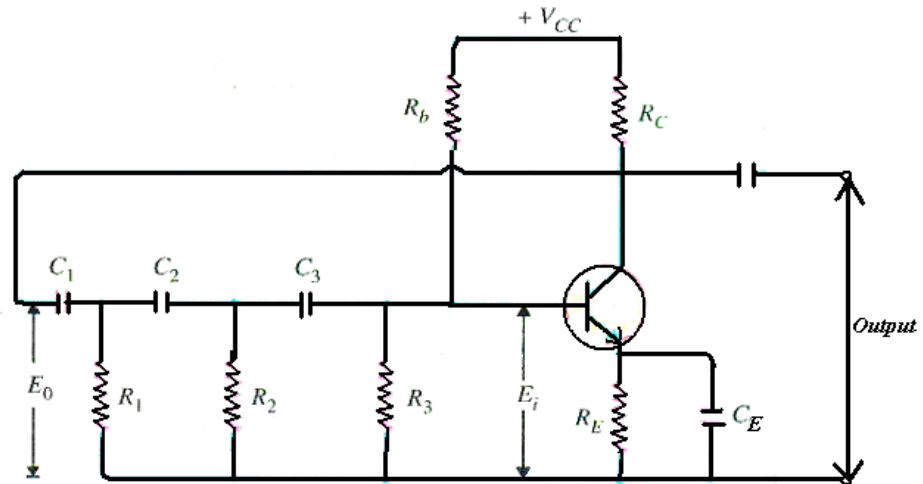 + V_CC
R_b
R_C
C_1
C_2
C_3
Output
E_0
R_1
R_2
R_3
E_i
R_E
C_E